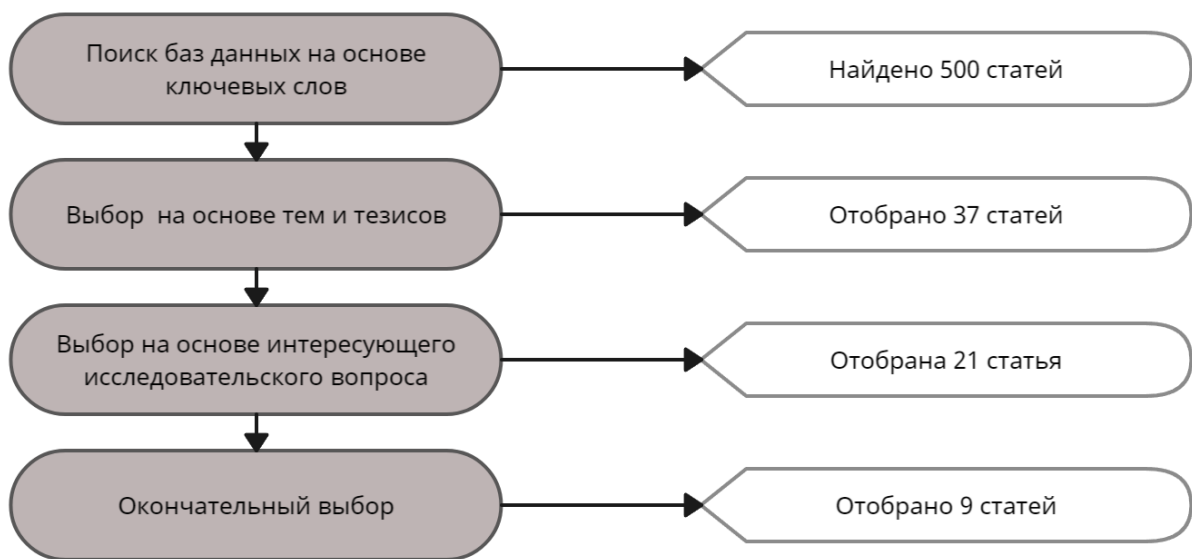 Поиск баз данных на основе
ключевых слов
Найдено 500 статей
Выбор  на основе тем и тезисов
Отобрано 37 статей
Выбор на основе интересующего
исследовательского вопроса
Отобрана 21 статья
Окончательный выбор
Отобрано 9 статей